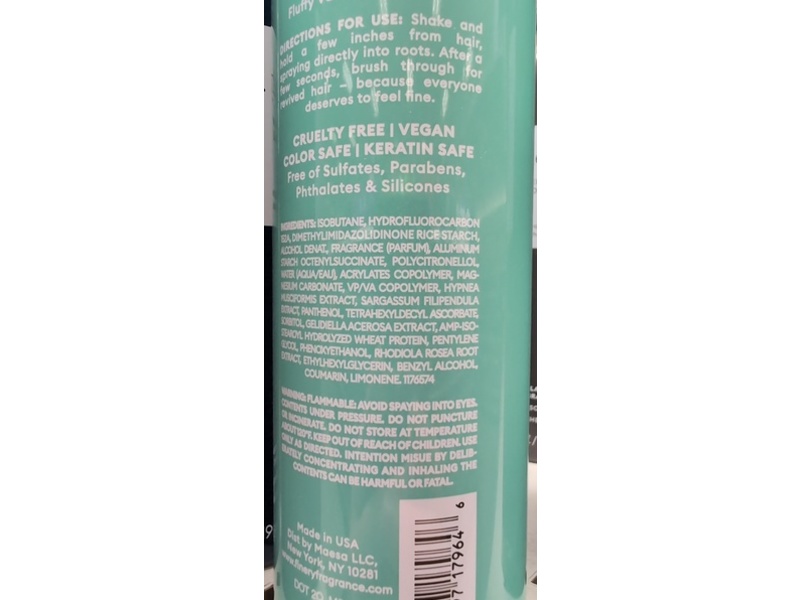 Fluffy
DIRECTIONS FOR USE: Shake and
hold a few inches from hair,
spraying directly into roots. After a
few seconds, brush through for
revived hair – because everyone
deserves to feel fine.
CRUELTY FREE | VEGAN
COLOR SAFE | KERATIN SAFE
Free of Sulfates, Parabens,
Phthalates & Silicones
INGREDIENTS: ISOBUTANE, HYDROFLUOROCARBON
152A, DIMETHYLIMIDAZOLIDINONE RICE STARCH,
ALCOHOL DENAT., FRAGRANCE (PARFUM), ALUMINUM
STARCH OCTENYLSUCCINATE, POLYCITRONELLOL,
WATER (AQUA/EAU), ACRYLATES COPOLYMER, MAG-
NESIUM CARBONATE, VP/VA COPOLYMER, HYPNEA
MUSCIFORMIS EXTRACT, SARGASSUM FILIPENDULA
EXTRACT, PANTHENOL, TETRAHEXYLDECYL ASCORBATE,
SORBITOL, GELIDIELLA ACEROSA EXTRACT, AMP-ISO-
STEAROYL HYDROLYZED WHEAT PROTEIN, PENTYLENE
GLYCOL, PHENOXYETHANOL, RHODIOLA ROSEA ROOT
EXTRACT, ETHYLHEXYLGLYCERIN, BENZYL ALCOHOL,
COUMARIN, LIMONENE. 1176574
WARNING: FLAMMABLE: AVOID SPAYING INTO EYES.
CONTENTS UNDER PRESSURE. DO NOT PUNCTURE
OR INCINERATE. DO NOT STORE AT TEMPERATURE
ABOUT 120°F. KEEP OUT OF REACH OF CHILDREN. USE
ONLY AS DIRECTED. INTENTION MISUE BY DELIB-
ERATELY CONCENTRATING AND INHALING THE
CONTENTS CAN BE HARMFUL OR FATAL.
Made in USA
Dist by Maesa LLC,
New York, NY 10281
www.fineryfragrance.com
DOT 2Q
17964 6